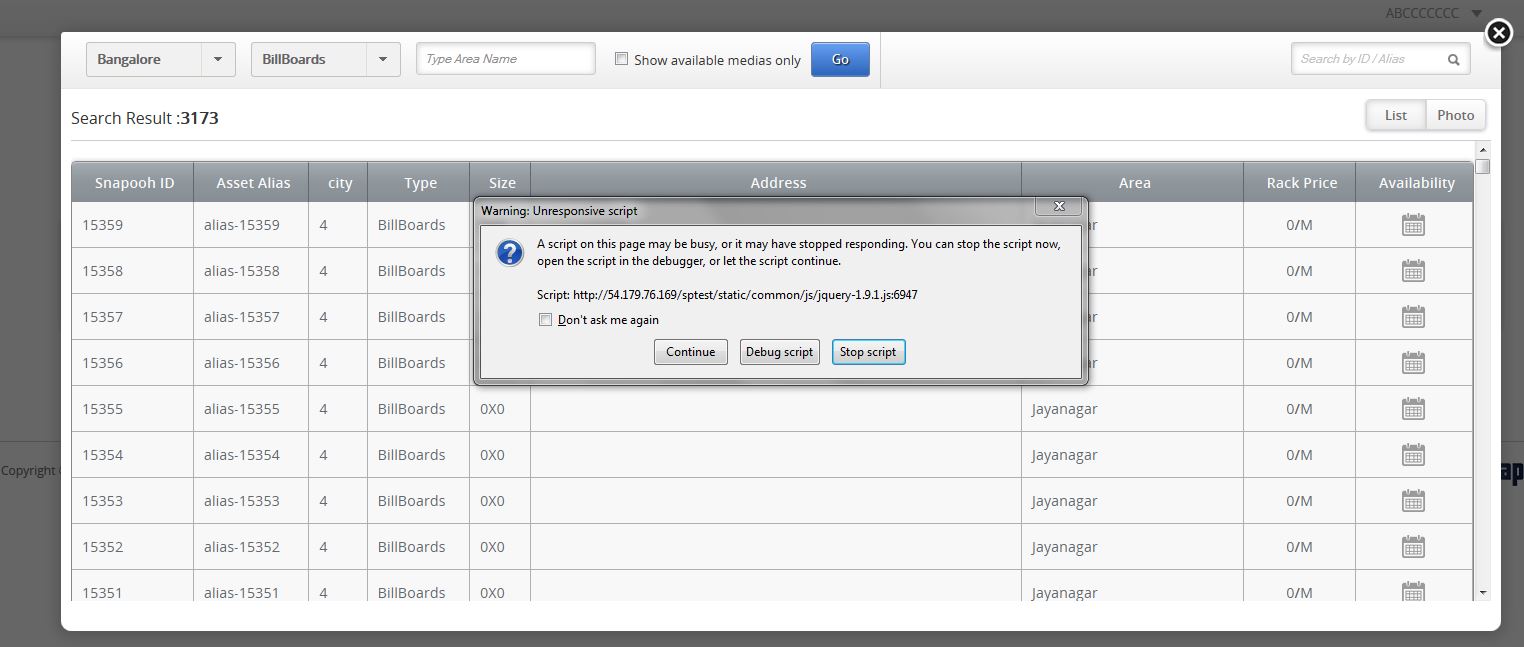 ABCCCCCCC
Bangalore BillBoards Type Area Name Show available medias only Go Search by ID / Alias
Search Result :3173 List Photo
Snapooh ID Asset Alias city Type Size Address Area Rack Price Availability
Warning: Unresponsive script
15359 alias-15359 4 BillBoards ar 0/M
A script on this page may be busy, or it may have stopped responding. You can stop the script now,
open the script in the debugger, or let the script continue.
15358 alias-15358 4 BillBoards ar 0/M
Script: http://54.179.76.169/sptest/static/common/js/jquery-1.9.1.js:6947
15357 alias-15357 4 BillBoards ar 0/M
Don't ask me again
Continue Debug script Stop script
15356 alias-15356 4 BillBoards ar 0/M
15355 alias-15355 4 BillBoards 0X0 Jayanagar 0/M
15354 alias-15354 4 BillBoards 0X0 Jayanagar 0/M
Copyright ap
15353 alias-15353 4 BillBoards 0X0 Jayanagar 0/M
15352 alias-15352 4 BillBoards 0X0 Jayanagar 0/M
15351 alias-15351 4 BillBoards 0X0 Jayanagar 0/M